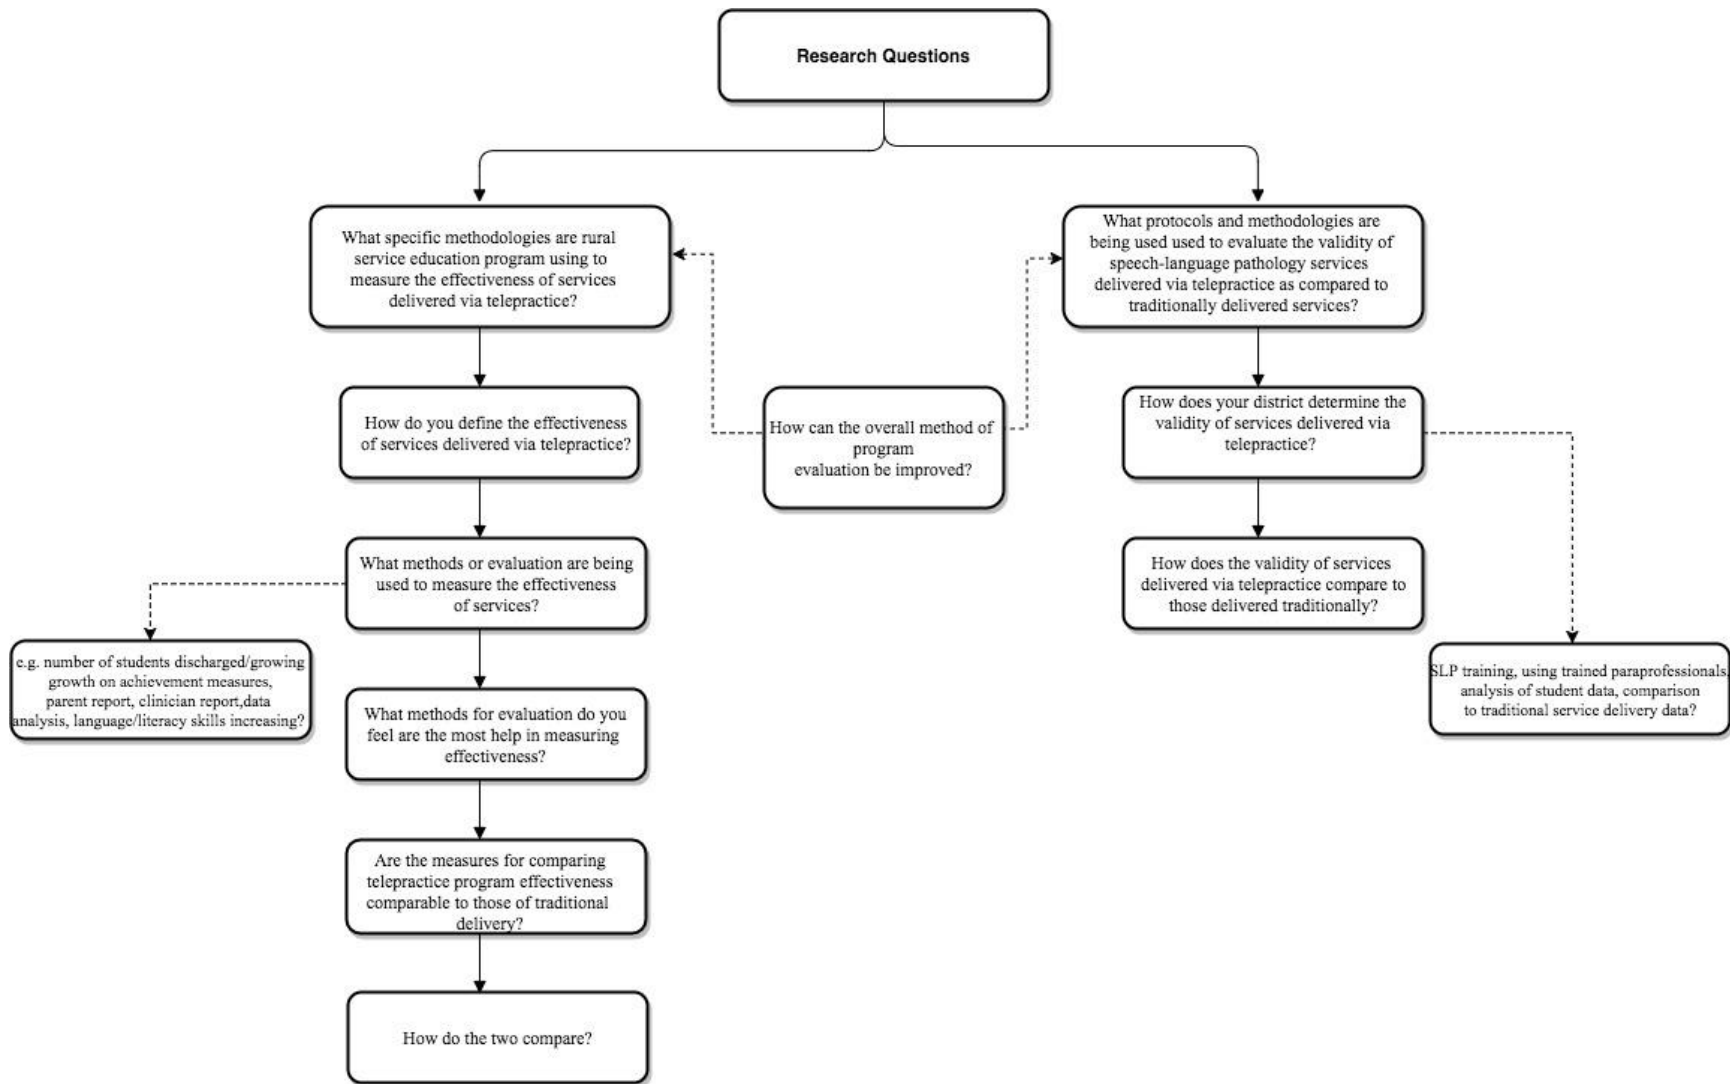 Research Questions
What specific methodologies are rural
service education program using to
measure the effectiveness of services
delivered via telepractice?
What protocols and methodologies are
being used used to evaluate the validity of
speech-language pathology services
delivered via telepractice as compared to
traditionally delivered services?
How do you define the effectiveness
of services delivered via telepractice?
How can the overall method of
program
evaluation be improved?
How does your district determine the
validity of services delivered via
telepractice?
What methods or evaluation are being
used to measure the effectiveness
of services?
How does the validity of services
delivered via telepractice compare to
those delivered traditionally?
e.g. number of students discharged/growing
growth on achievement measures,
parent report, clinician report,data
analysis, language/literacy skills increasing?
SLP training, using trained paraprofessionals,
analysis of student data, comparison
to traditional service delivery data?
What methods for evaluation do you
feel are the most help in measuring
effectiveness?
Are the measures for comparing
telepractice program effectiveness
comparable to those of traditional
delivery?
How do the two compare?